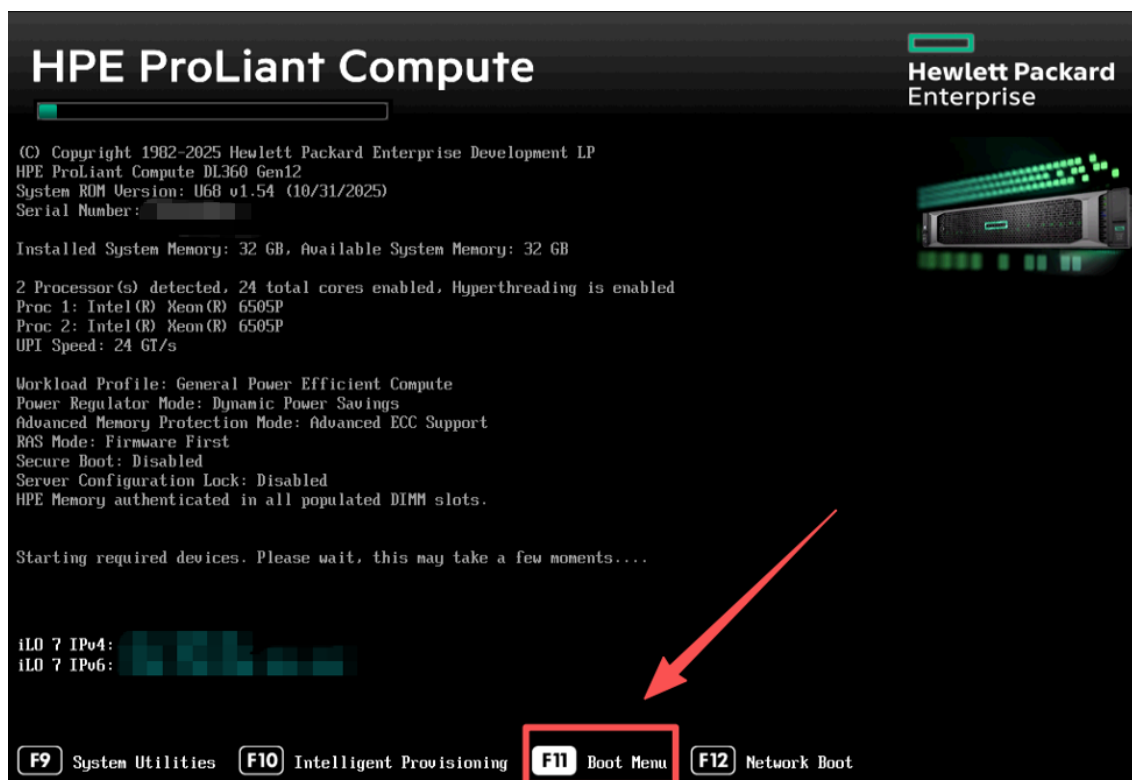 HPE ProLiant Compute
Hewlett Packard
Enterprise
(C) Copyright 1982-2025 Hewlett Packard Enterprise Development LP
HPE ProLiant Compute DL360 Gen12
System ROM Version: U68 v1.54 (10/31/2025)
Serial Number:
Installed System Memory: 32 GB, Available System Memory: 32 GB
2 Processor(s) detected, 24 total cores enabled, Hyperthreading is enabled
Proc 1: Intel(R) Xeon(R) 6505P
Proc 2: Intel(R) Xeon(R) 6505P
UPI Speed: 24 GT/s
Workload Profile: General Power Efficient Compute
Power Regulator Mode: Dynamic Power Savings
Advanced Memory Protection Mode: Advanced ECC Support
RAS Mode: Firmware First
Secure Boot: Disabled
Server Configuration Lock: Disabled
HPE Memory authenticated in all populated DIMM slots.
Starting required devices. Please wait, this may take a few moments....
iLO 7 IPv4:
iLO 7 IPv6:
F9 System Utilities F10 Intelligent Provisioning F11 Boot Menu F12 Network Boot